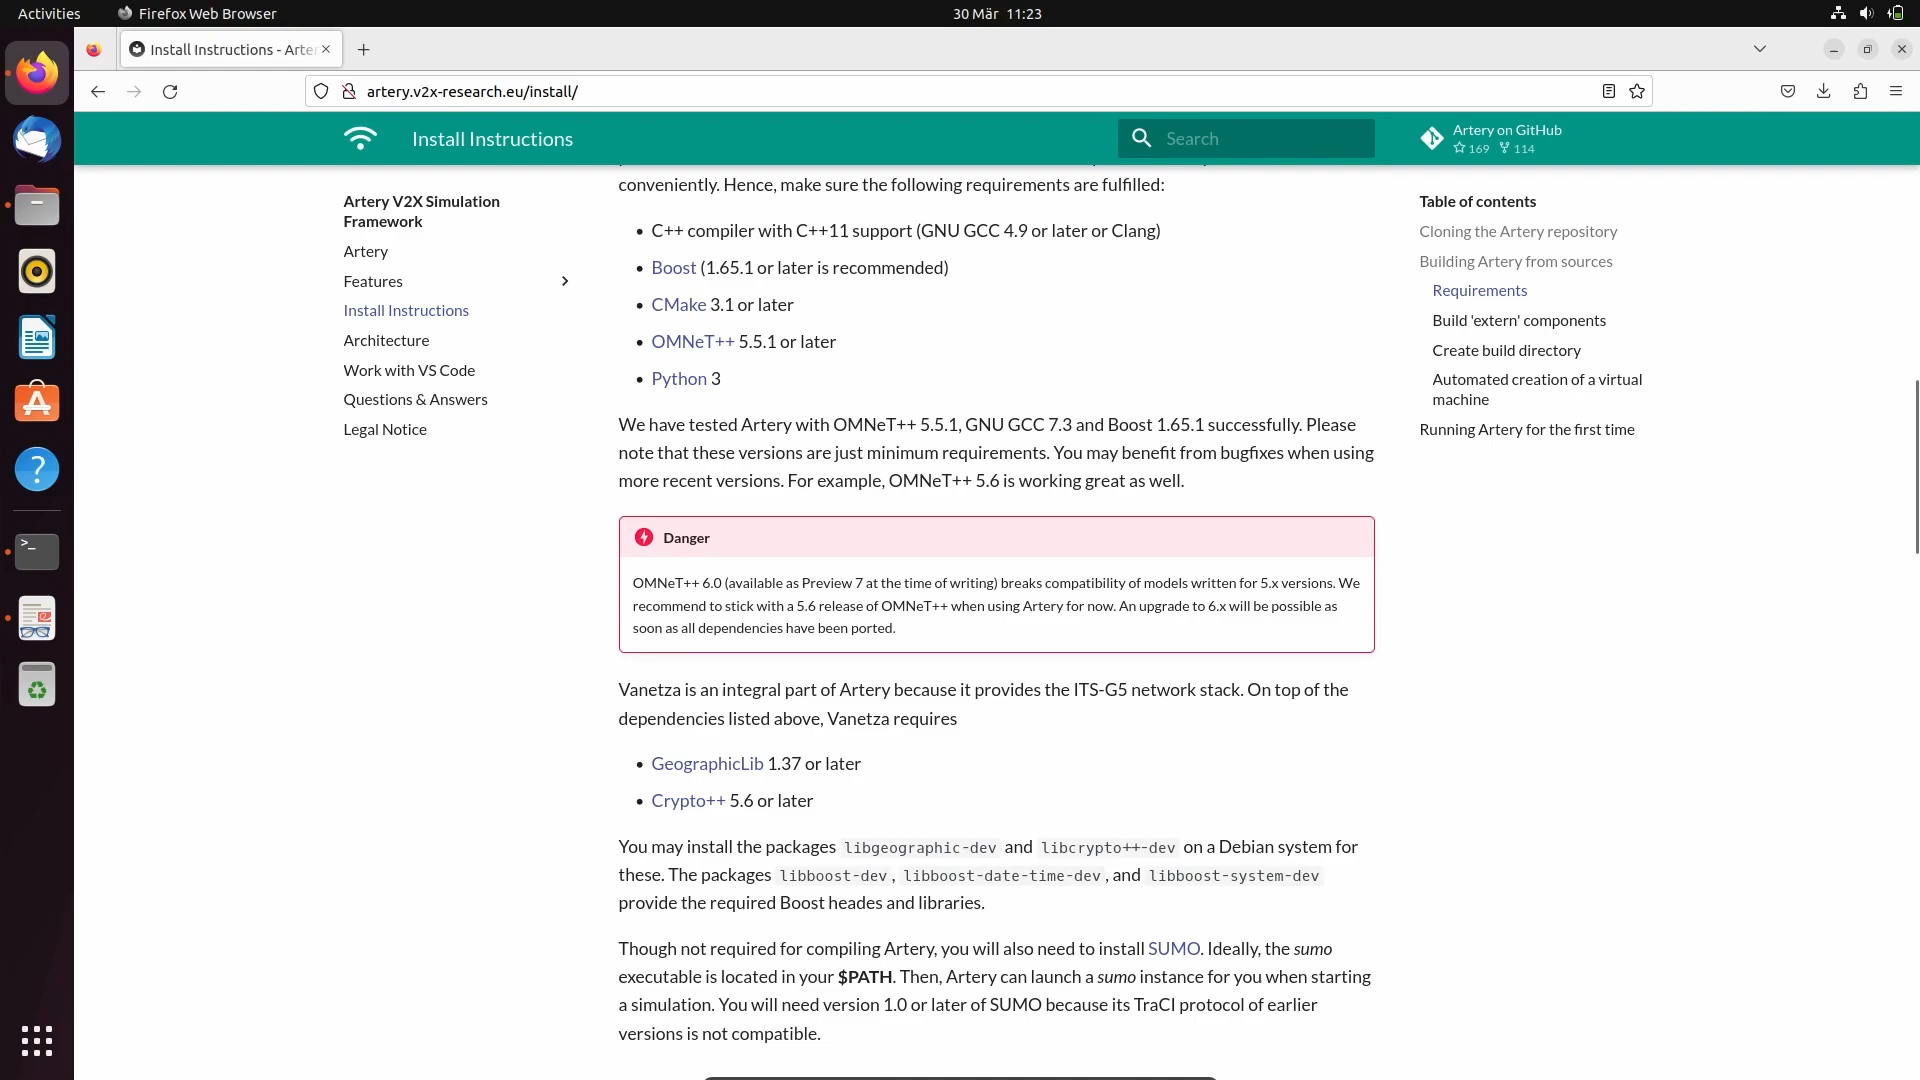 Activities
Firefox Web Browser
30 Mär 11:23
Install Instructions - Arte
artery.v2x-research.eu/install/
Install Instructions
Search
Artery on GitHub
169 114
Artery V2X Simulation
Framework
Artery
Features
Install Instructions
Architecture
Work with VS Code
Questions & Answers
Legal Notice
conveniently. Hence, make sure the following requirements are fulfilled:
• C++ compiler with C++11 support (GNU GCC 4.9 or later or Clang)
• Boost (1.65.1 or later is recommended)
• CMake 3.1 or later
• OMNeT++ 5.5.1 or later
• Python 3
We have tested Artery with OMNeT++ 5.5.1, GNU GCC 7.3 and Boost 1.65.1 successfully. Please
note that these versions are just minimum requirements. You may benefit from bugfixes when using
more recent versions. For example, OMNeT++ 5.6 is working great as well.
Danger
OMNeT++ 6.0 (available as Preview 7 at the time of writing) breaks compatibility of models written for 5.x versions. We
recommend to stick with a 5.6 release of OMNeT++ when using Artery for now. An upgrade to 6.x will be possible as
soon as all dependencies have been ported.
Vanetza is an integral part of Artery because it provides the ITS-G5 network stack. On top of the
dependencies listed above, Vanetza requires
• GeographicLib 1.37 or later
• Crypto++ 5.6 or later
You may install the packages libgeographic-dev and libcrypto++-dev on a Debian system for
these. The packages libboost-dev, libboost-date-time-dev, and libboost-system-dev
provide the required Boost heades and libraries.
Though not required for compiling Artery, you will also need to install SUMO. Ideally, the sumo
executable is located in your $PATH. Then, Artery can launch a sumo instance for you when starting
a simulation. You will need version 1.0 or later of SUMO because its TraCI protocol of earlier
versions is not compatible.
Table of contents
Cloning the Artery repository
Building Artery from sources
Requirements
Build 'extern' components
Create build directory
Automated creation of a virtual
machine
Running Artery for the first time